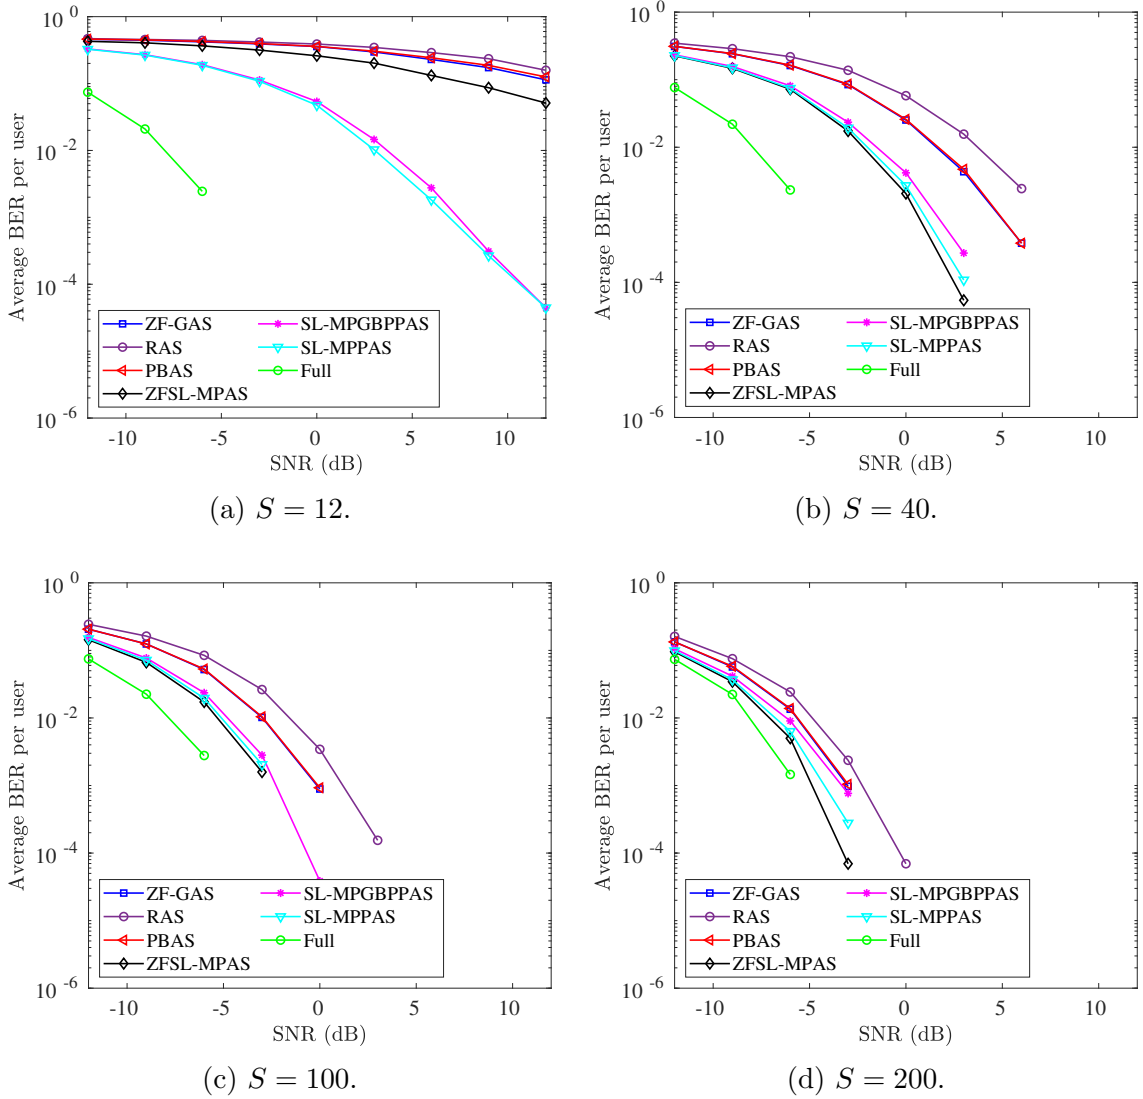 10 0
10 -2
10 -4
10 -6
Average BER per user
-10 -5 0 5 10
SNR (dB)
ZF-GAS
RAS
PBAS
ZFSL-MPAS
SL-MPGBPPAS
SL-MPPAS
Full
(a) S = 12.
10 0
10 -2
10 -4
10 -6
Average BER per user
-10 -5 0 5 10
SNR (dB)
ZF-GAS
RAS
PBAS
ZFSL-MPAS
SL-MPGBPPAS
SL-MPPAS
Full
(b) S = 40.
10 0
10 -2
10 -4
10 -6
Average BER per user
-10 -5 0 5 10
SNR (dB)
ZF-GAS
RAS
PBAS
ZFSL-MPAS
SL-MPGBPPAS
SL-MPPAS
Full
(c) S = 100.
10 0
10 -2
10 -4
10 -6
Average BER per user
-10 -5 0 5 10
SNR (dB)
ZF-GAS
RAS
PBAS
ZFSL-MPAS
SL-MPGBPPAS
SL-MPPAS
Full
(d) S = 200.